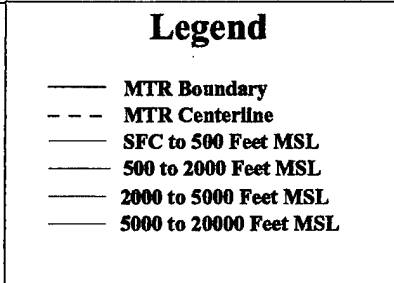 Legend
MTR Boundary
MTR Centerline
SFC to 500 Feet MSL
500 to 2000 Feet MSL
2000 to 5000 Feet MSL
5000 to 20000 Feet MSL